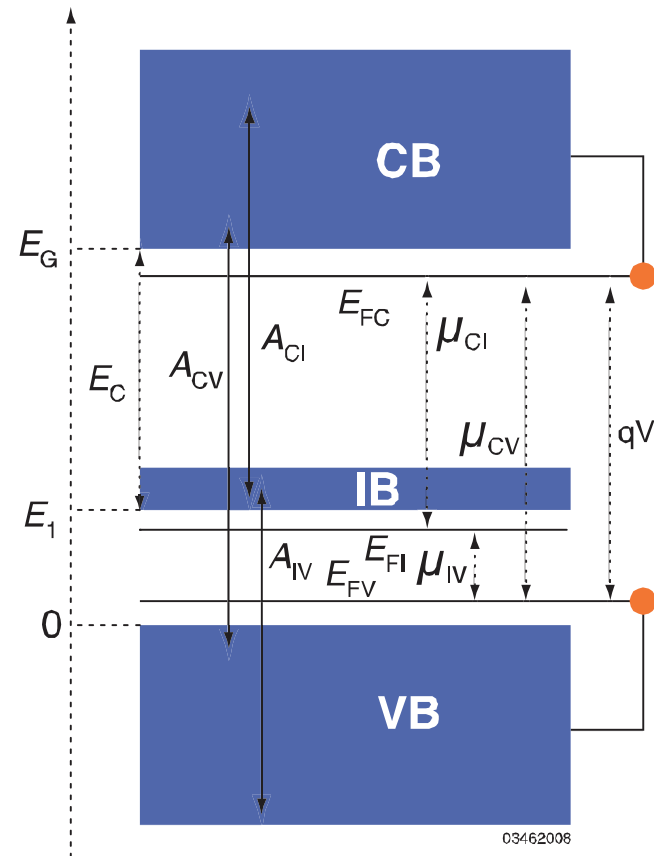 CB
E_G
E_FC
μ_CI
A_CI
A_CV
E_C
μ_CV
qV
IB
E_1
A_IV
E_FI
μ_IV
E_FV
0
VB
03462008